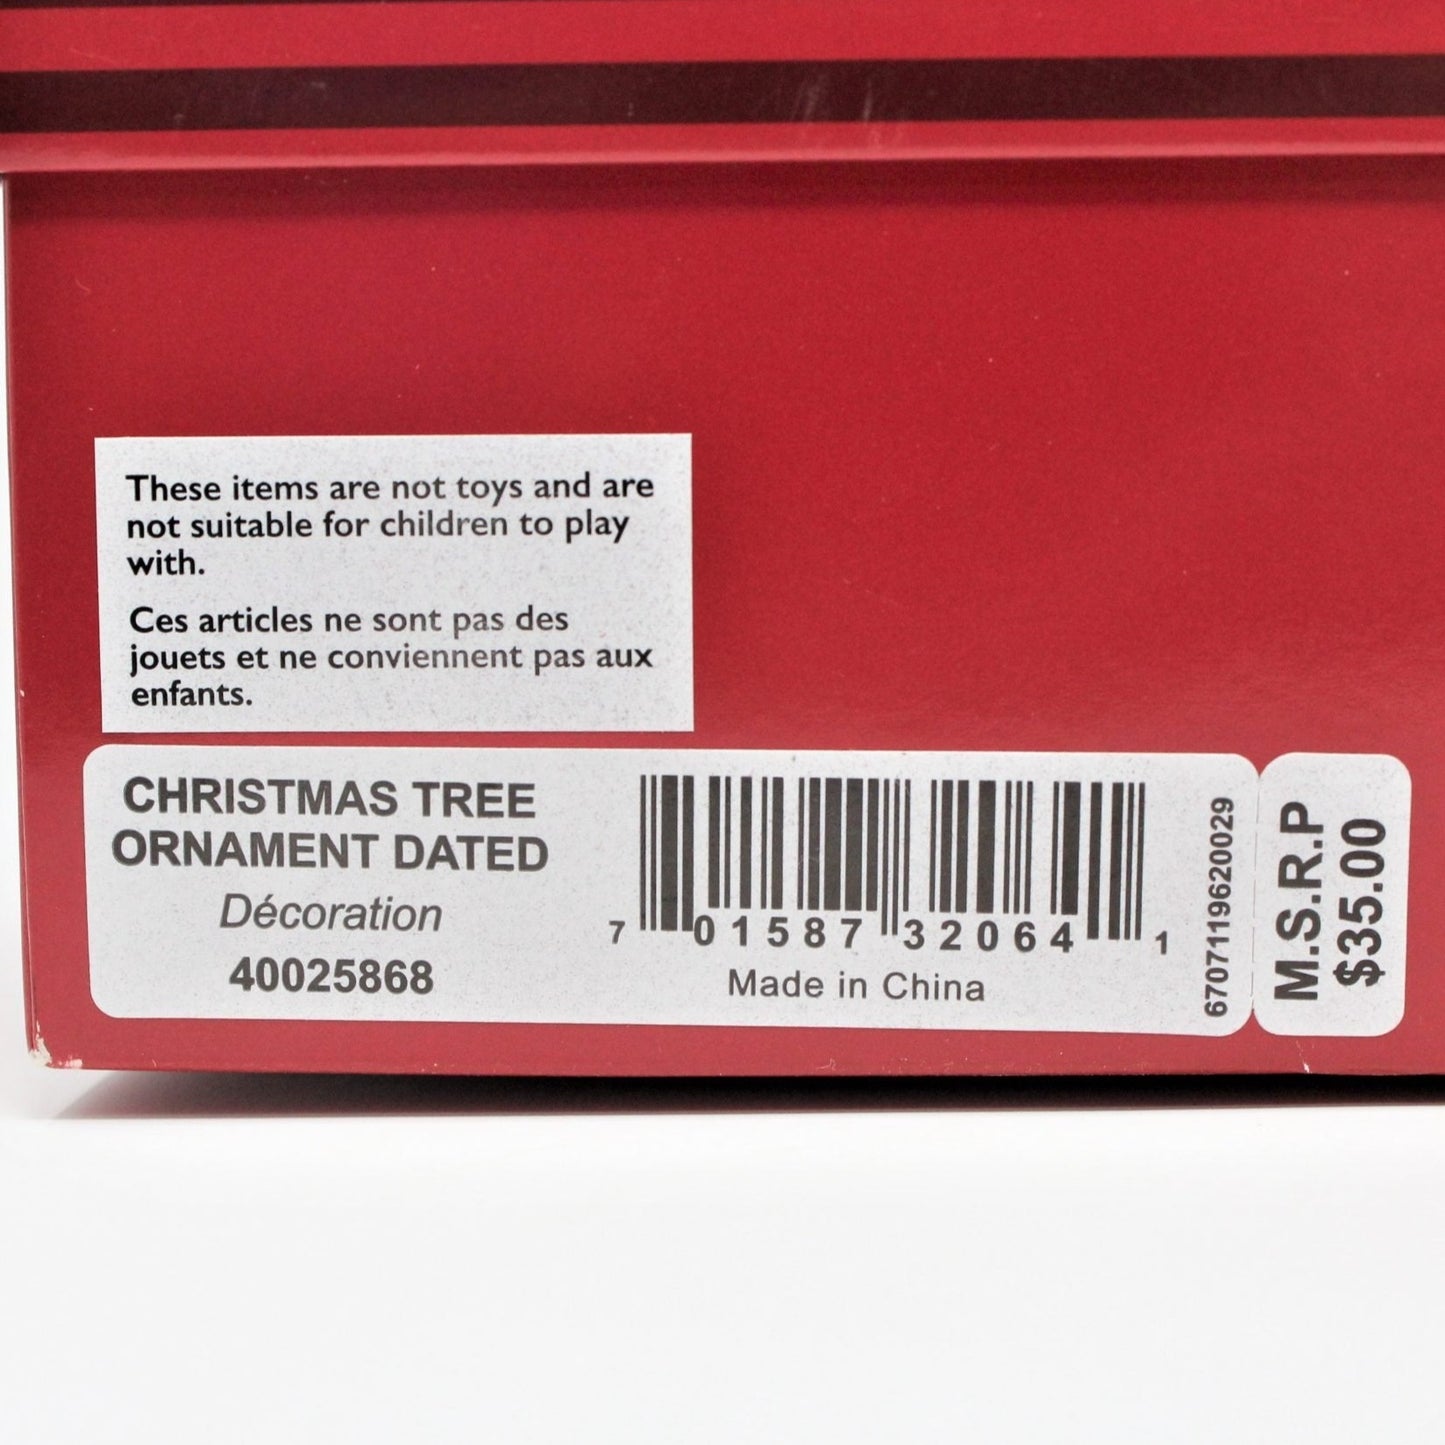 These items are not toys and are
not suitable for children to play
with.
Ces articles ne sont pas des
jouets et ne conviennent pas aux
enfants.
CHRISTMAS TREE
ORNAMENT DATED
Décoration
40025868
7 01587 32064 1
Made in China
6707119620029
M.S.R.P
$35.00